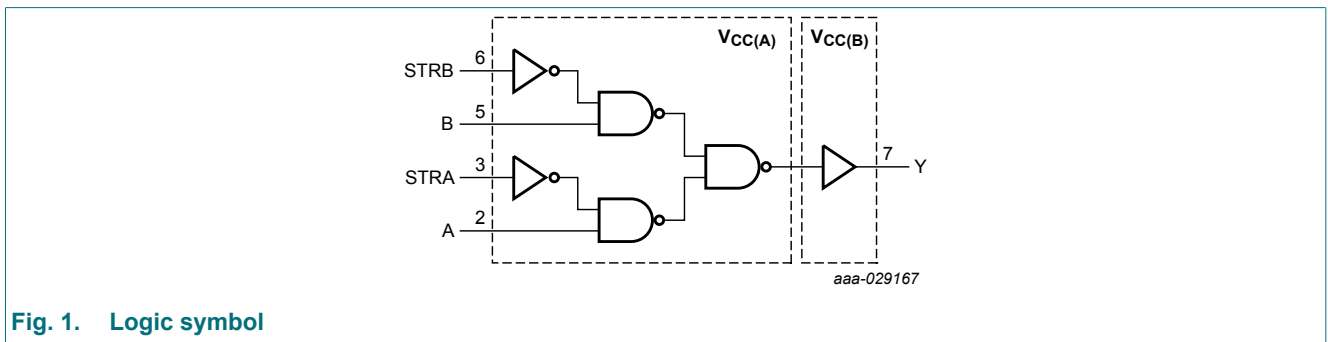 VCC(A) VCC(B)
STRB 6
B 5
STRA 3
A 2
7 Y
aaa-029167
Fig. 1. Logic symbol